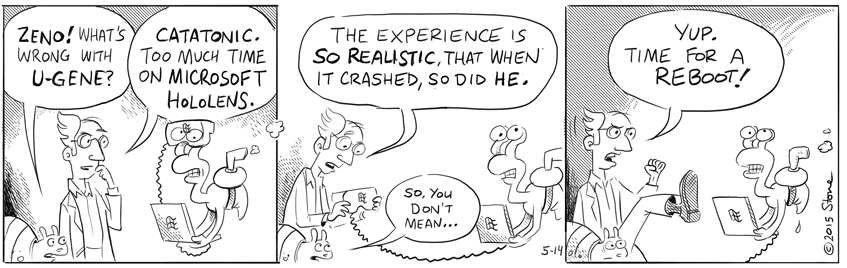 ZENO! WHAT'S
WRONG WITH
U-GENE?
CATATONIC.
TOO MUCH TIME
ON MICROSOFT
HOLOLENS.
THE EXPERIENCE IS
SO REALISTIC, THAT WHEN
IT CRASHED, SO DID HE.
SO, YOU
DON'T
MEAN...
5-14
YUP.
TIME FOR A
REBOOT!
©2015 Stone